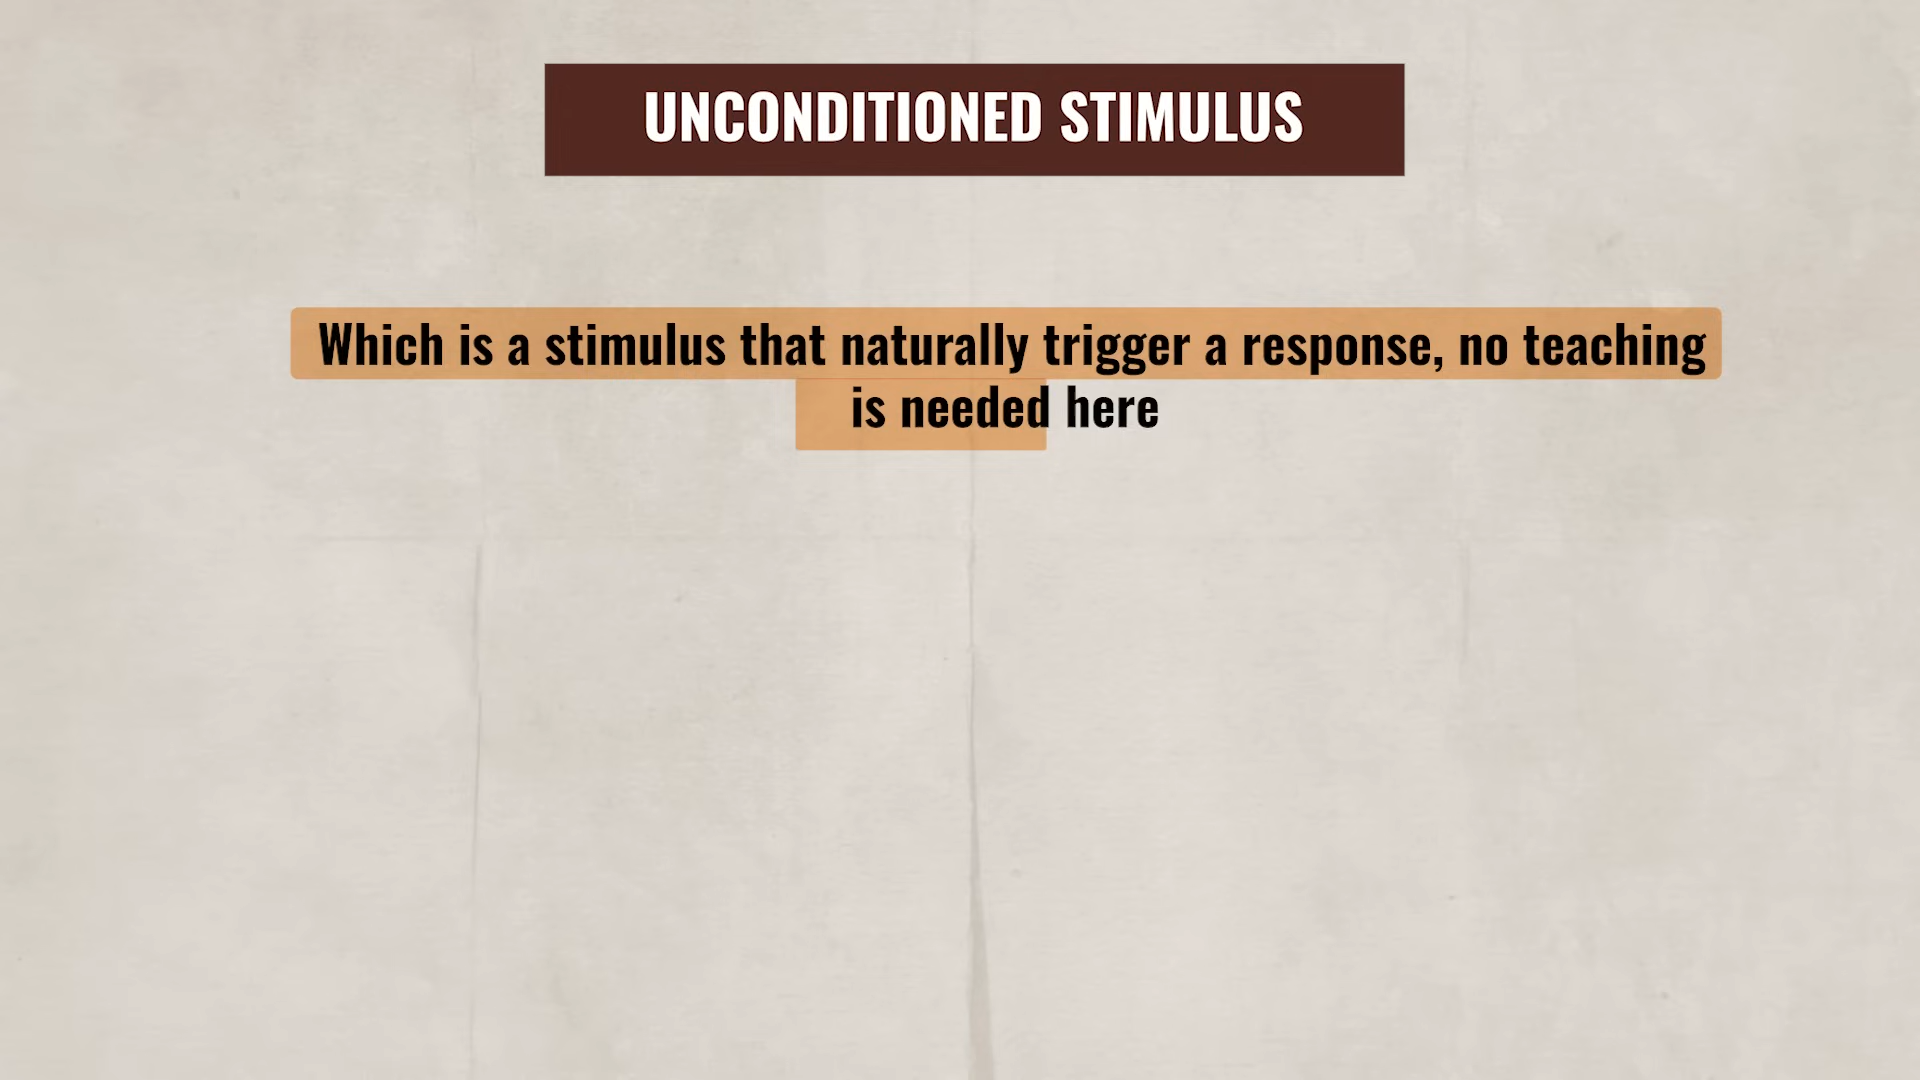 UNCONDITIONED STIMULUS
Which is a stimulus that naturally trigger a response, no teaching
is needed here